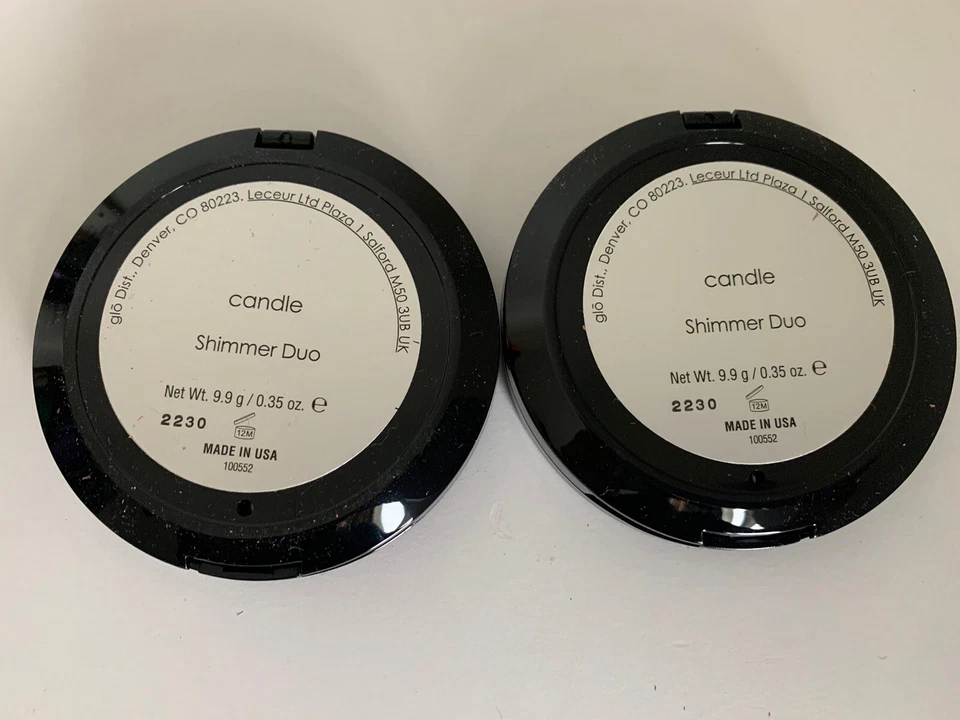 glō Dist., Denver, CO 80223. Leceur Ltd Plaza 1 Salford M50 3UB UK
candle
Shimmer Duo
Net Wt. 9.9 g / 0.35 oz. ℮
2230
12M
MADE IN USA
100552
glō Dist., Denver, CO 80223. Leceur Ltd Plaza 1 Salford M50 3UB UK
candle
Shimmer Duo
Net Wt. 9.9 g / 0.35 oz. ℮
2230
12M
MADE IN USA
100552